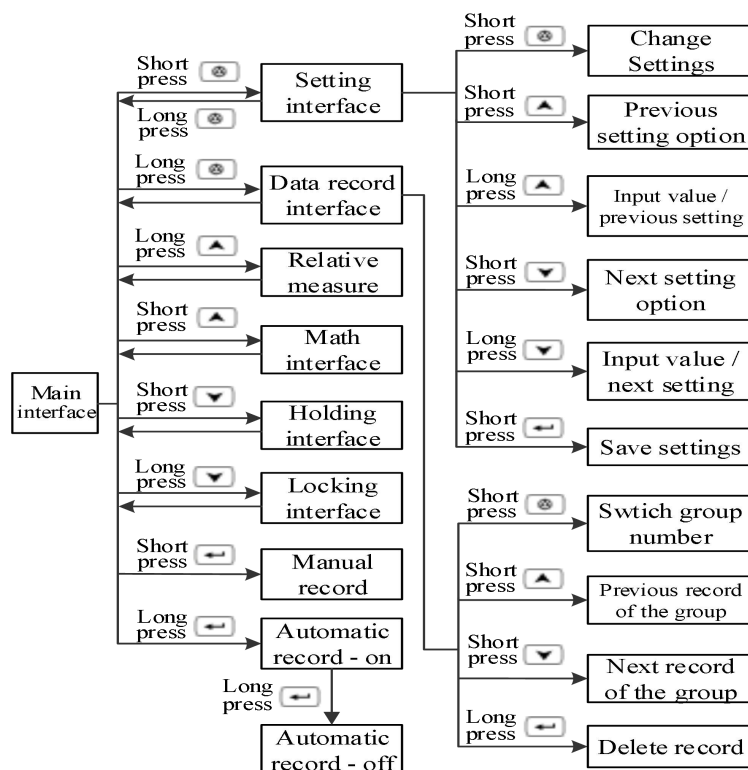 Short
press
Setting
interface
Long
press
Long
press
Data record
interface
Long
press
Relative
measure
Short
press
Math
interface
Main
interface
Short
press
Holding
interface
Long
press
Locking
interface
Short
press
Manual
record
Long
press
Automatic
record - on
Long
press
Automatic
record - off
Short
press
Change
Settings
Short
press
Previous
setting option
Long
press
Input value /
previous setting
Short
press
Next setting
option
Long
press
Input value /
next setting
Short
press
Save settings
Short
press
Swtich group
number
Short
press
Previous record
of the group
Short
press
Next record
of the group
Long
press
Delete record